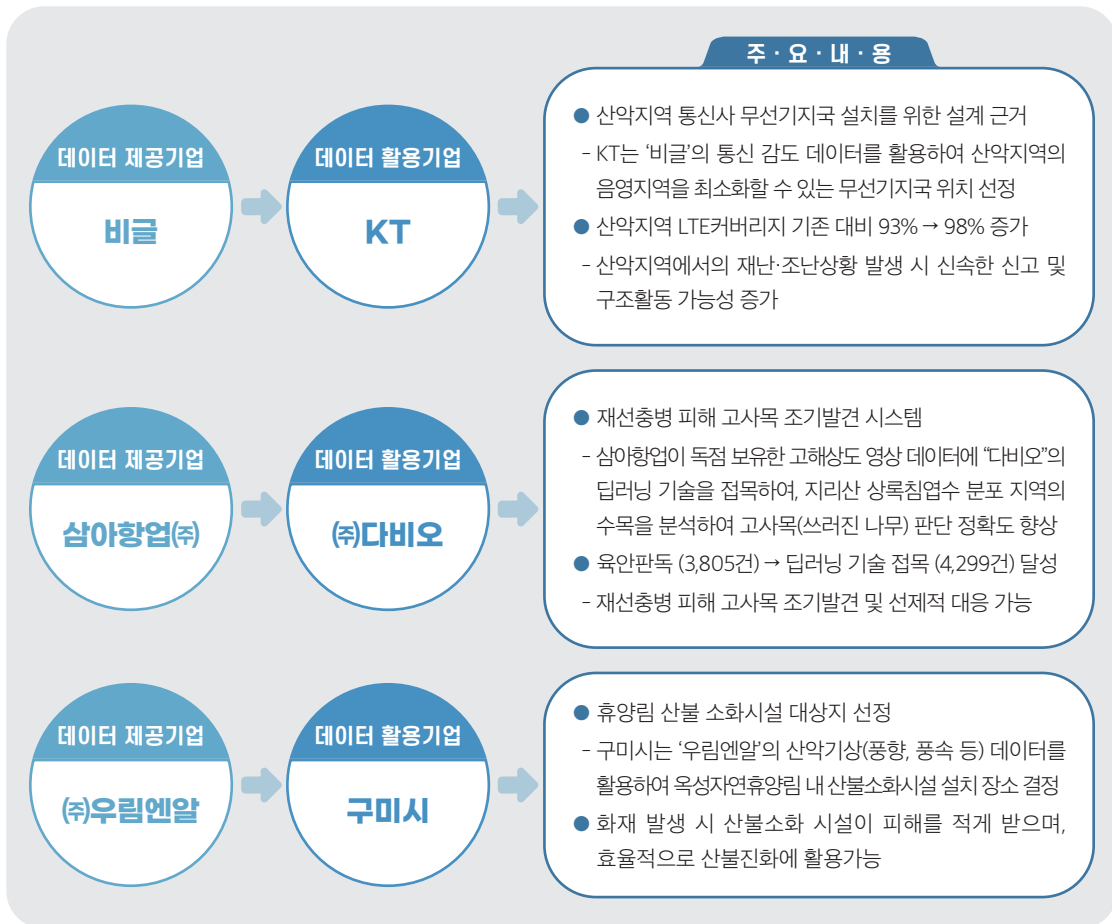 주·요·내·용
데이터 제공기업
비글
데이터 활용기업
KT
● 산악지역 통신사 무선기지국 설치를 위한 설계 근거
- KT는 ‘비글’의 통신 감도 데이터를 활용하여 산악지역의
음영지역을 최소화할 수 있는 무선기지국 위치 선정
● 산악지역 LTE커버리지 기존 대비 93% → 98% 증가
- 산악지역에서의 재난·조난상황 발생 시 신속한 신고 및
구조활동 가능성 증가
데이터 제공기업
삼아항업㈜
데이터 활용기업
㈜다비오
● 재선충병 피해 고사목 조기발견 시스템
- 삼아항업이 독점 보유한 고해상도 영상 데이터에 “다비오”의
딥러닝 기술을 접목하여, 지리산 상록침엽수 분포 지역의
수목을 분석하여 고사목(쓰러진 나무) 판단 정확도 향상
● 육안판독 (3,805건) → 딥러닝 기술 접목 (4,299건) 달성
- 재선충병 피해 고사목 조기발견 및 선제적 대응 가능
데이터 제공기업
㈜우림엔알
데이터 활용기업
구미시
● 휴양림 산불 소화시설 대상지 선정
- 구미시는 ‘우림엔알’의 산악기상(풍향, 풍속 등) 데이터를
활용하여 옥성자연휴양림 내 산불소화시설 설치 장소 결정
● 화재 발생 시 산불소화 시설이 피해를 적게 받으며,
효율적으로 산불진화에 활용가능